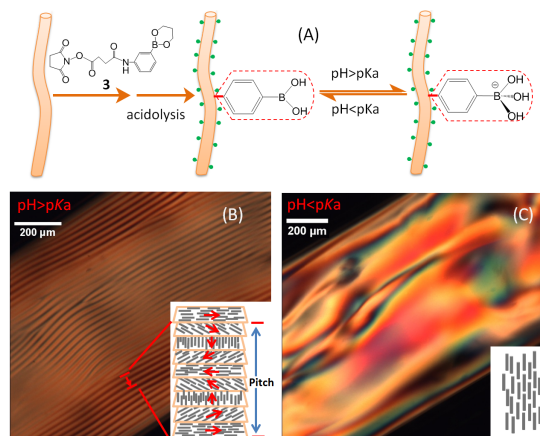 (A)
O
O
B
O
O
N
O
O
O
N
H
O
3
acidolysis
OH
B
OH
pH>pKa
pH<pKa
⊖
OH
B
OH
OH
pH>pKa
200 µm
(B)
Pitch
pH<pKa
200 µm
(C)